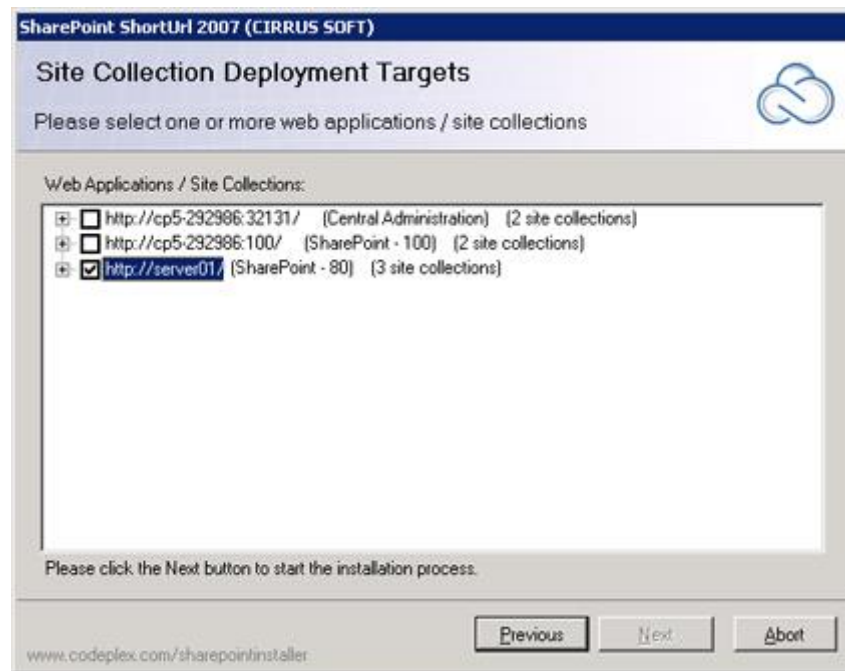 SharePoint ShortUrl 2007 (CIRRUS SOFT)
Site Collection Deployment Targets
Please select one or more web applications / site collections
Web Applications / Site Collections:
http://cp5-292986:32131/ (Central Administration) (2 site collections)
http://cp5-292986:100/ (SharePoint - 100) (2 site collections)
http://server01/ (SharePoint - 80) (3 site collections)
Please click the Next button to start the installation process.
Previous Next Abort
www.codeplex.com/sharepointinstaller